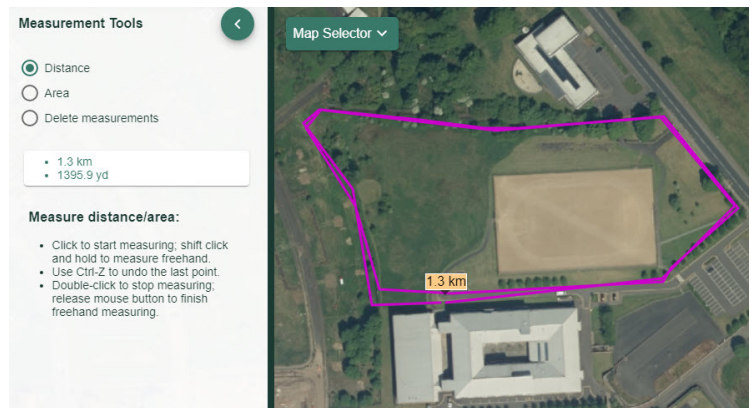 Measurement Tools
Map Selector
Distance
Area
Delete measurements
1.3 km
1395.9 yd
Measure distance/area:
Click to start measuring; shift click
and hold to measure freehand.
Use Ctrl-Z to undo the last point.
Double-click to stop measuring;
release mouse button to finish
freehand measuring.
1.3 km